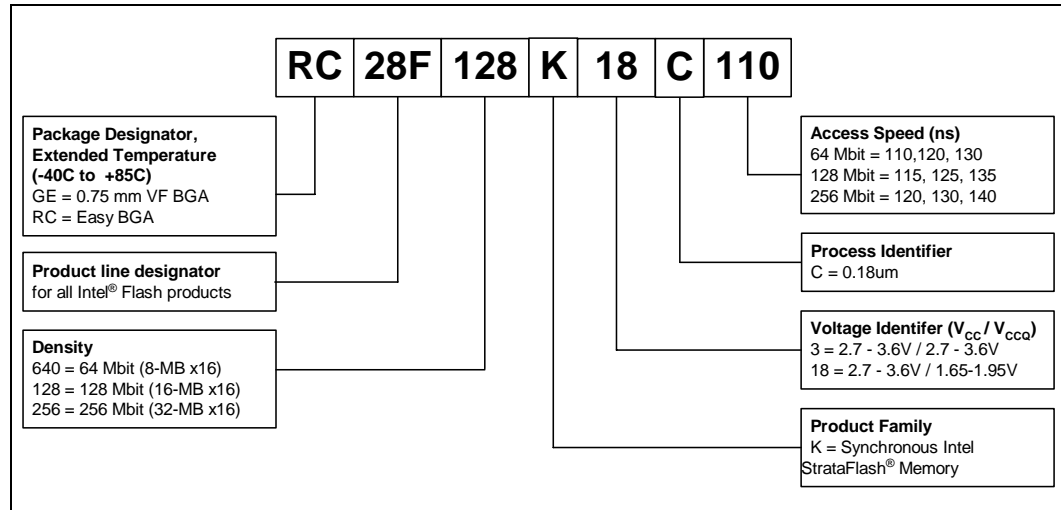 RC 28F 128 K 18 C 110
Package Designator,
Extended Temperature
(-40C to +85C)
GE = 0.75 mm VF BGA
RC = Easy BGA
Product line designator
for all Intel® Flash products
Density
640 = 64 Mbit (8-MB x16)
128 = 128 Mbit (16-MB x16)
256 = 256 Mbit (32-MB x16)
Access Speed (ns)
64 Mbit = 110,120, 130
128 Mbit = 115, 125, 135
256 Mbit = 120, 130, 140
Process Identifier
C = 0.18um
Voltage Identifer (VCC / VCCQ)
3 = 2.7 - 3.6V / 2.7 - 3.6V
18 = 2.7 - 3.6V / 1.65-1.95V
Product Family
K = Synchronous Intel
StrataFlash® Memory